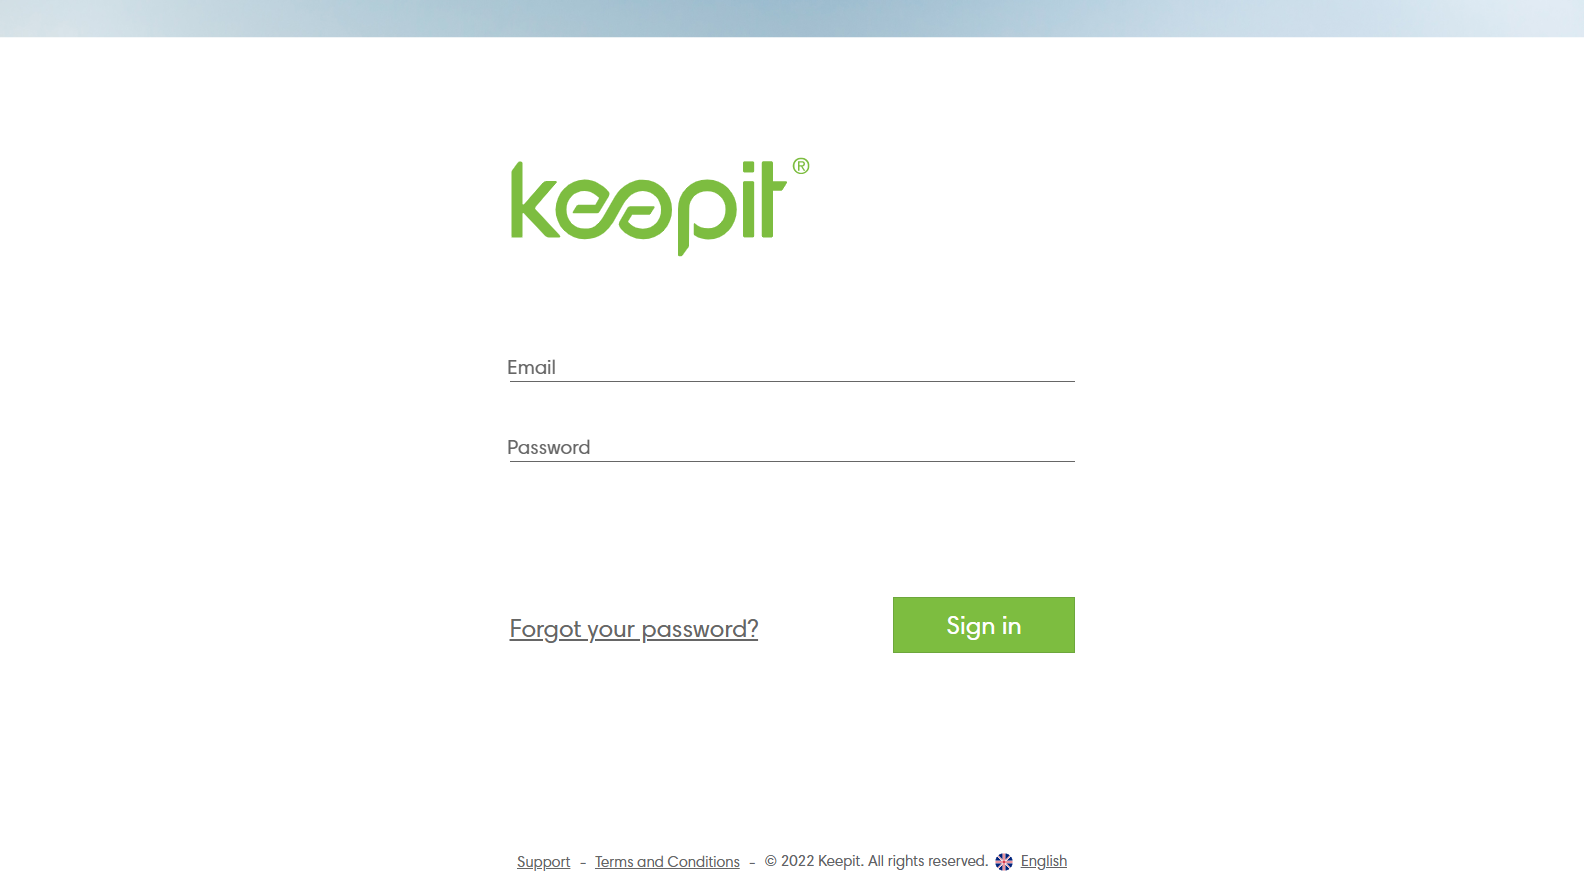 keepit®
Email
Password
Forgot your password?
Sign in
Support - Terms and Conditions - © 2022 Keepit. All rights reserved. English